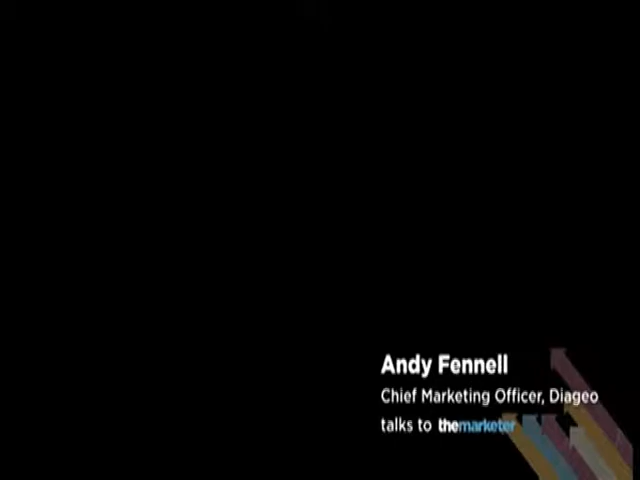 Andy Fennell
Chief Marketing Officer, Diageo
talks to themarketer